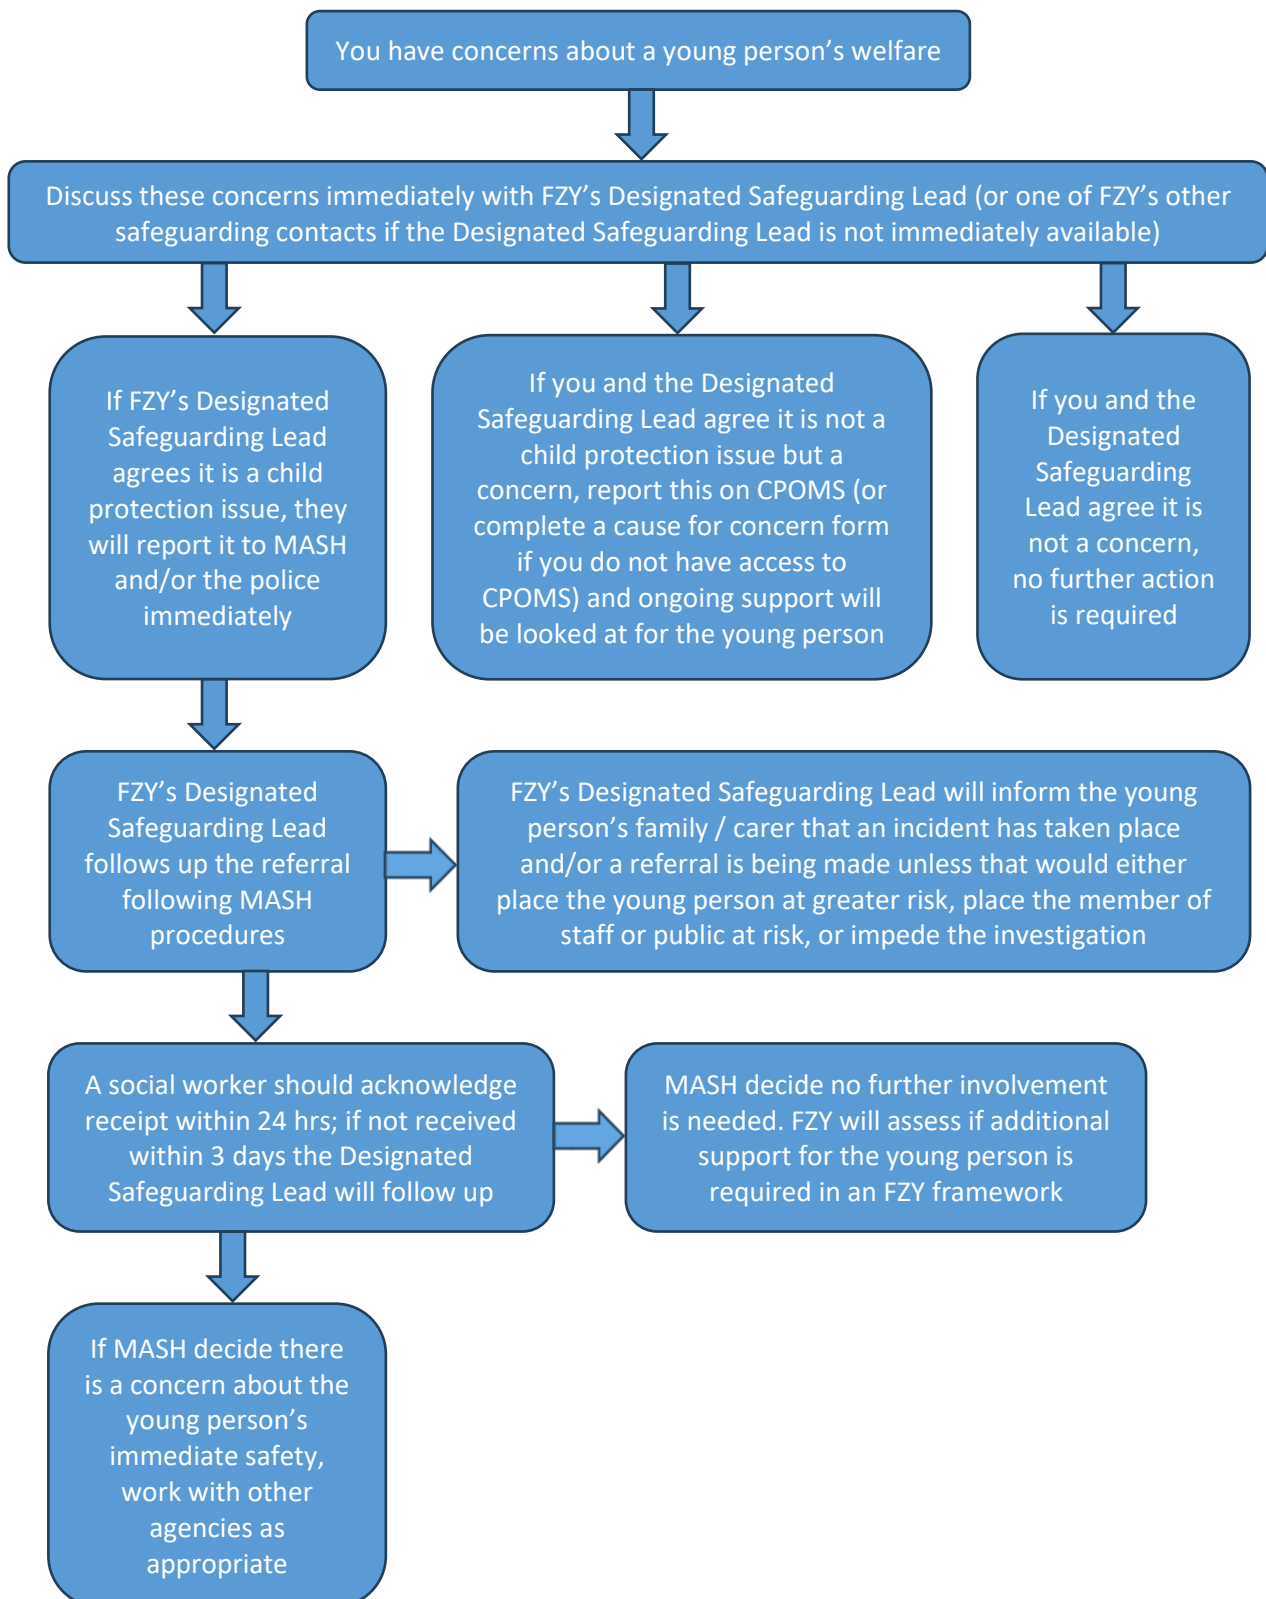 You have concerns about a young person’s welfare
Discuss these concerns immediately with FZY’s Designated Safeguarding Lead (or one of FZY’s other
safeguarding contacts if the Designated Safeguarding Lead is not immediately available)
If FZY’s Designated
Safeguarding Lead
agrees it is a child
protection issue, they
will report it to MASH
and/or the police
immediately
If you and the Designated
Safeguarding Lead agree it is not a
child protection issue but a
concern, report this on CPOMS (or
complete a cause for concern form
if you do not have access to
CPOMS) and ongoing support will
be looked at for the young person
If you and the
Designated
Safeguarding
Lead agree it is
not a concern,
no further action
is required
FZY’s Designated
Safeguarding Lead
follows up the referral
following MASH
procedures
FZY’s Designated Safeguarding Lead will inform the young
person’s family / carer that an incident has taken place
and/or a referral is being made unless that would either
place the young person at greater risk, place the member of
staff or public at risk, or impede the investigation
A social worker should acknowledge
receipt within 24 hrs; if not received
within 3 days the Designated
Safeguarding Lead will follow up
MASH decide no further involvement
is needed. FZY will assess if additional
support for the young person is
required in an FZY framework
If MASH decide there
is a concern about the
young person’s
immediate safety,
work with other
agencies as
appropriate